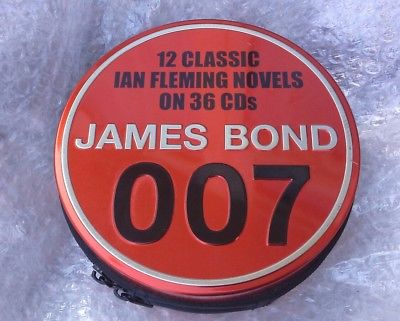 12 CLASSIC
IAN FLEMING NOVELS
ON 36 CDs
JAMES BOND
007